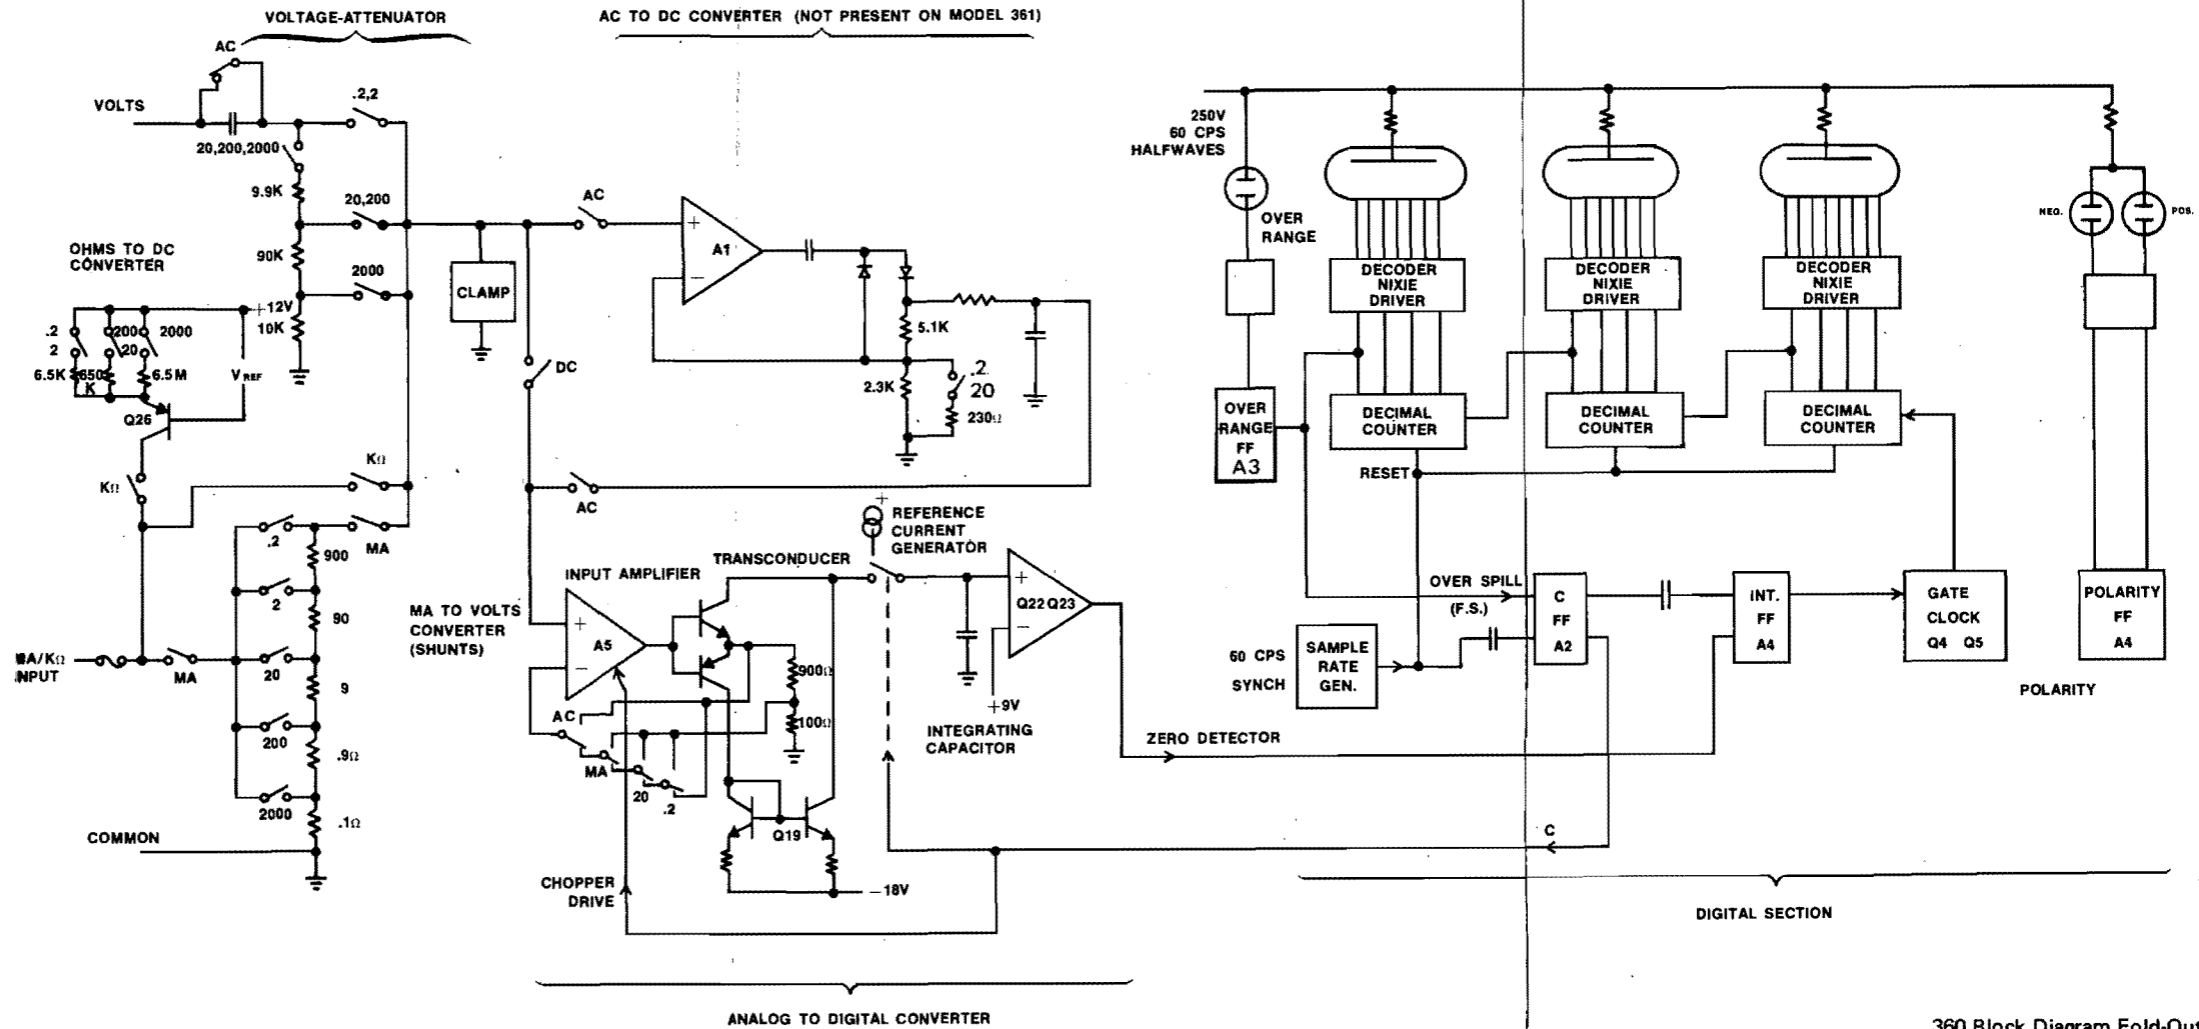 VOLTAGE-ATTENUATOR
AC TO DC CONVERTER (NOT PRESENT ON MODEL 361)
AC
VOLTS
.2,2
20,200,2000
9.9K
20,200
90K
2000
+12V
10K
OHMS TO DC
CONVERTER
.2
2
200
20
2000
6.5K
650
K
6.5M
VREF
Q26
KΩ
KΩ
CLAMP
AC
+
−
A1
DC
5.1K
2.3K
.2
20
230Ω
AC
.2
MA
900
2
90
20
9
200
.9Ω
2000
.1Ω
MA/KΩ
INPUT
MA
COMMON
MA TO VOLTS
CONVERTER
(SHUNTS)
INPUT AMPLIFIER
+
−
A5
TRANSCONDUCER
+
REFERENCE
CURRENT
GENERATOR
900Ω
100Ω
AC
MA
20
.2
Q19
−18V
CHOPPER
DRIVE
+
−
Q22 Q23
+9V
INTEGRATING
CAPACITOR
ZERO DETECTOR
ANALOG TO DIGITAL CONVERTER
250V
60 CPS
HALFWAVES
OVER
RANGE
NEG.
POS.
DECODER
NIXIE
DRIVER
DECODER
NIXIE
DRIVER
DECODER
NIXIE
DRIVER
OVER
RANGE
FF
A3
DECIMAL
COUNTER
DECIMAL
COUNTER
DECIMAL
COUNTER
RESET
OVER SPILL
(F.S.)
60 CPS
SYNCH
SAMPLE
RATE
GEN.
C
FF
A2
INT.
FF
A4
GATE
CLOCK
Q4 Q5
POLARITY
FF
A4
POLARITY
C
DIGITAL SECTION
360 Block Diagram Fold-Out